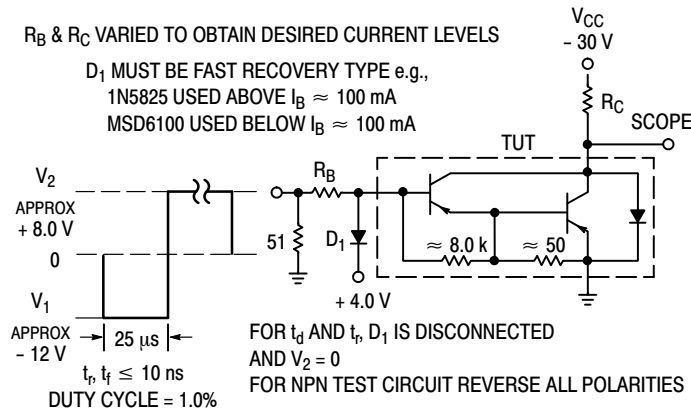 R_B & R_C VARIED TO OBTAIN DESIRED CURRENT LEVELS
D_1 MUST BE FAST RECOVERY TYPE e.g.,
1N5825 USED ABOVE I_B ≈ 100 mA
MSD6100 USED BELOW I_B ≈ 100 mA
V_CC
- 30 V
R_C
SCOPE
TUT
R_B
V_2
APPROX
+ 8.0 V
51
D_1
≈ 8.0 k
≈ 50
0
+ 4.0 V
V_1
APPROX
- 12 V
25 µs
t_r, t_f ≤ 10 ns
DUTY CYCLE = 1.0%
FOR t_d AND t_r, D_1 IS DISCONNECTED
AND V_2 = 0
FOR NPN TEST CIRCUIT REVERSE ALL POLARITIES